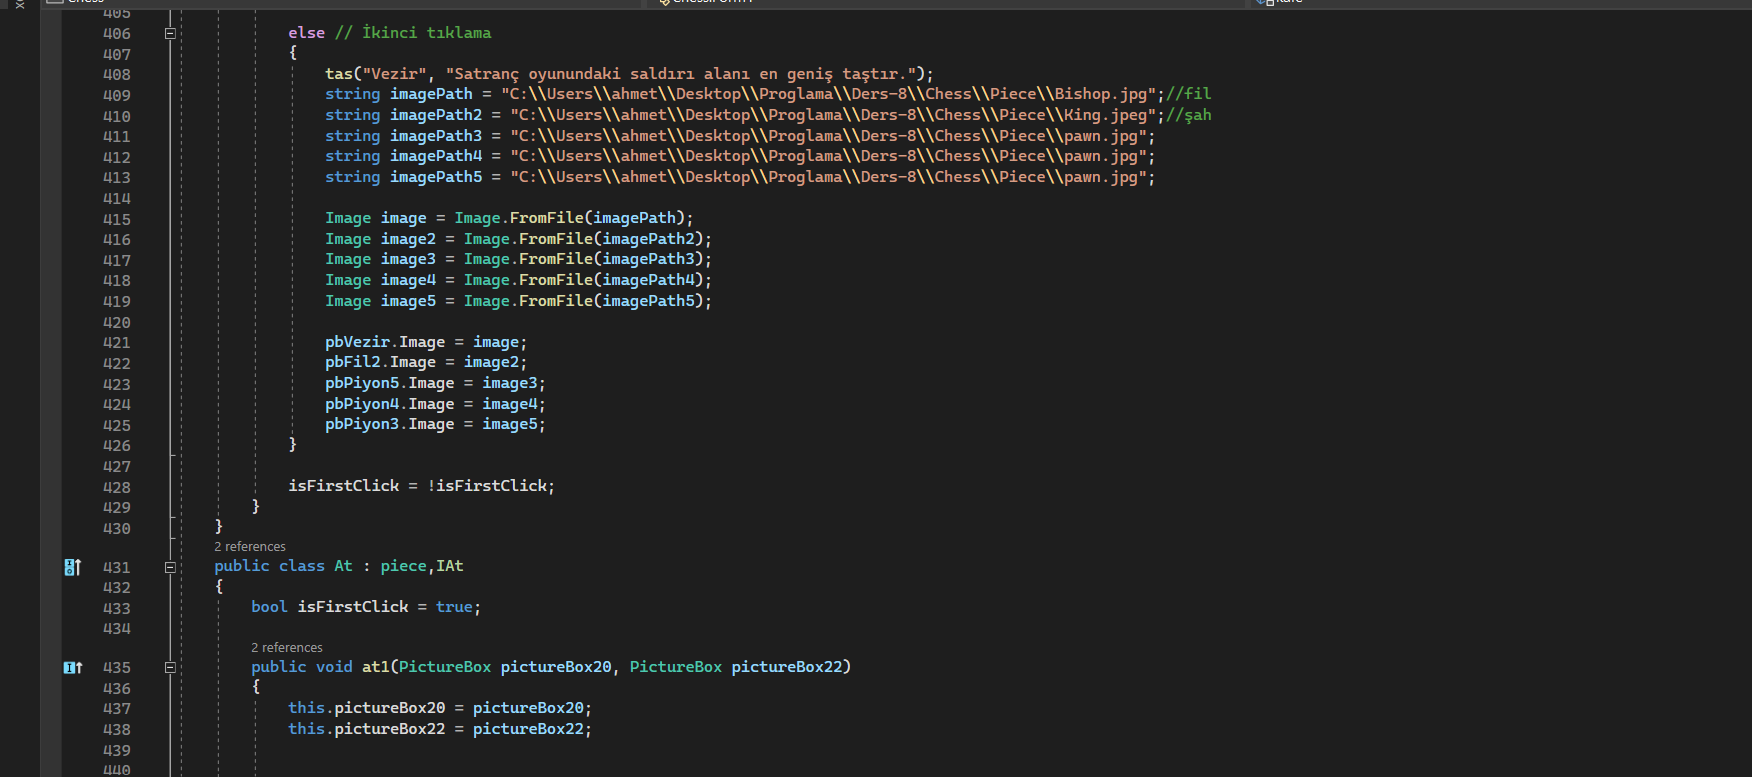 Chess
405
406 else // İkinci tıklama
407 {
408 tas("Vezir", "Satranç oyunundaki saldırı alanı en geniş taştır.");
409 string imagePath = "C:\\Users\\ahmet\\Desktop\\Proglama\\Ders-8\\Chess\\Piece\\Bishop.jpg";//fil
410 string imagePath2 = "C:\\Users\\ahmet\\Desktop\\Proglama\\Ders-8\\Chess\\Piece\\King.jpeg";//şah
411 string imagePath3 = "C:\\Users\\ahmet\\Desktop\\Proglama\\Ders-8\\Chess\\Piece\\pawn.jpg";
412 string imagePath4 = "C:\\Users\\ahmet\\Desktop\\Proglama\\Ders-8\\Chess\\Piece\\pawn.jpg";
413 string imagePath5 = "C:\\Users\\ahmet\\Desktop\\Proglama\\Ders-8\\Chess\\Piece\\pawn.jpg";
414
415 Image image = Image.FromFile(imagePath);
416 Image image2 = Image.FromFile(imagePath2);
417 Image image3 = Image.FromFile(imagePath3);
418 Image image4 = Image.FromFile(imagePath4);
419 Image image5 = Image.FromFile(imagePath5);
420
421 pbVezir.Image = image;
422 pbFil2.Image = image2;
423 pbPiyon5.Image = image3;
424 pbPiyon4.Image = image4;
425 pbPiyon3.Image = image5;
426 }
427
428 isFirstClick = !isFirstClick;
429 }
430 }
2 references
431 public class At : piece,IAt
432 {
433 bool isFirstClick = true;
434
2 references
435 public void at1(PictureBox pictureBox20, PictureBox pictureBox22)
436 {
437 this.pictureBox20 = pictureBox20;
438 this.pictureBox22 = pictureBox22;
439
440